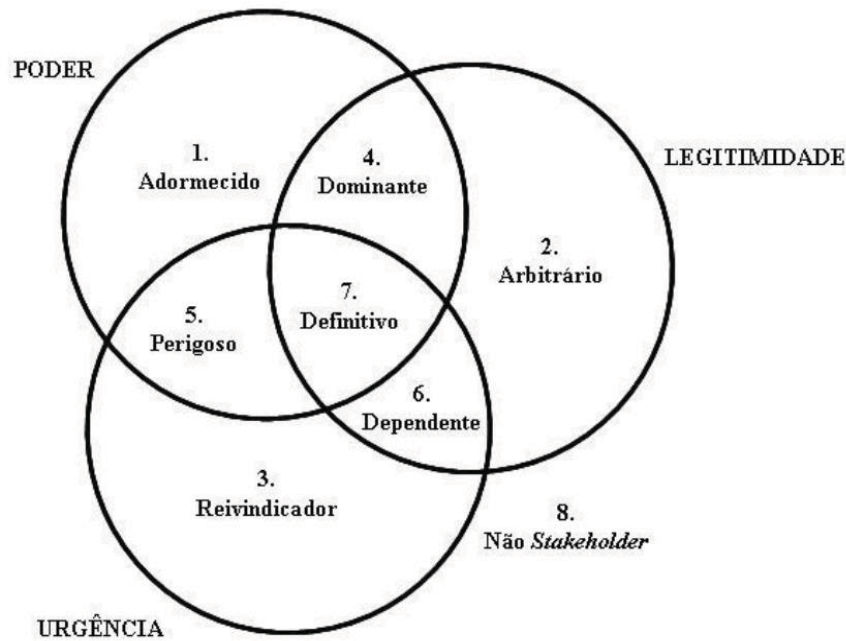 PODER
1.
Adormecido
4.
Dominante
LEGITIMIDADE
2.
Arbitrário
5.
Perigoso
7.
Definitivo
6.
Dependente
3.
Reivindicador
8.
Não Stakeholder
URGÊNCIA